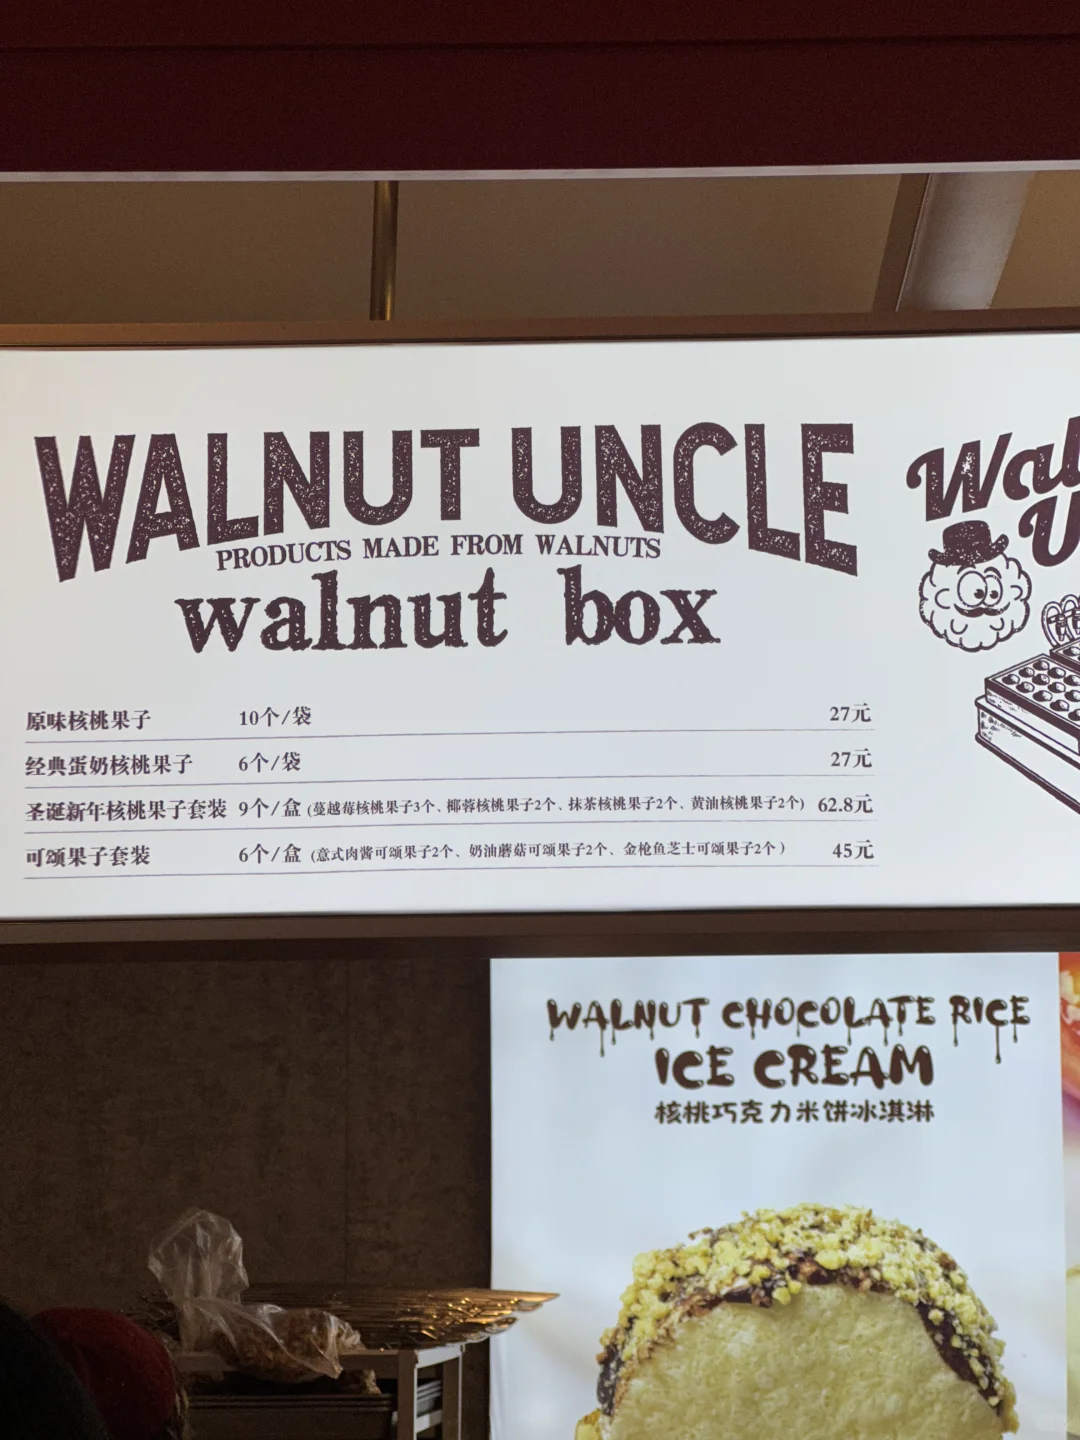 WALNUT UNCLE
PRODUCTS MADE FROM WALNUTS
walnut box
原味核桃果子 10个/袋 27元
经典蛋奶核桃果子 6个/袋 27元
圣诞新年核桃果子套装 9个/盒 (蔓越莓核桃果子3个、椰蓉核桃果子2个、抹茶核桃果子2个、黄油核桃果子2个) 62.8元
可颂果子套装 6个/盒 (意式肉酱可颂果子2个、奶油蘑菇可颂果子2个、金枪鱼芝士可颂果子2个) 45元
Wal
U
WALNUT CHOCOLATE RICE
ICE CREAM
核桃巧克力米饼冰淇淋